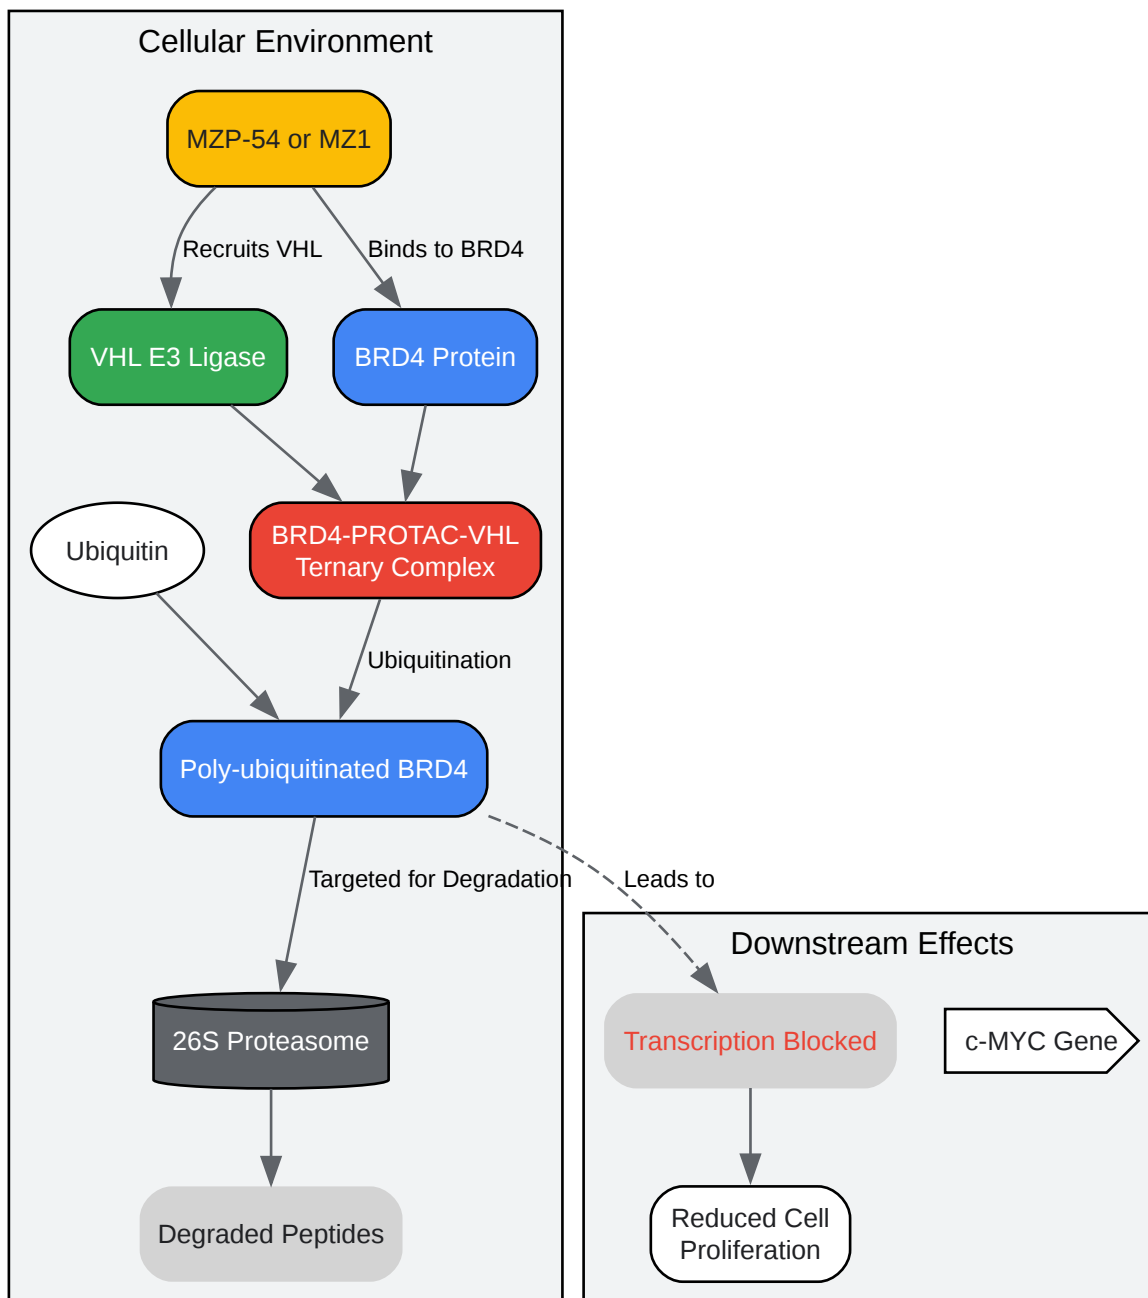 Cellular Environment
MZP-54 or MZ1
Recruits VHL
Binds to BRD4
VHL E3 Ligase
BRD4 Protein
Ubiquitin
BRD4-PROTAC-VHL
Ternary Complex
Ubiquitination
Poly-ubiquitinated BRD4
Targeted for Degradation
Leads to
Downstream Effects
26S Proteasome
Transcription Blocked
c-MYC Gene
Degraded Peptides
Reduced Cell
Proliferation